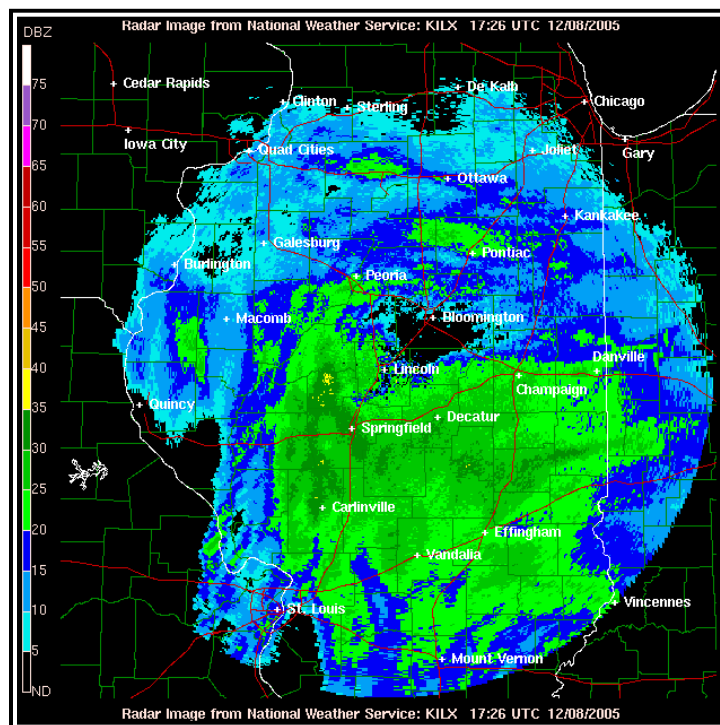 Radar Image from National Weather Service: KILX 17:26 UTC 12/08/2005
DBZ
75
70
65
60
55
50
45
40
35
30
25
20
15
10
5
ND
Cedar Rapids
De Kalb
Clinton
Sterling
Chicago
Iowa City
Quad Cities
Joliet
Gary
Ottawa
Kankakee
Galesburg
Pontiac
Burlington
Peoria
Macomb
Bloomington
Lincoln
Danville
Champaign
Quincy
Decatur
Springfield
Carlinville
Effingham
Vandalia
St. Louis
Vincennes
Mount Vernon
Radar Image from National Weather Service: KILX 17:26 UTC 12/08/2005